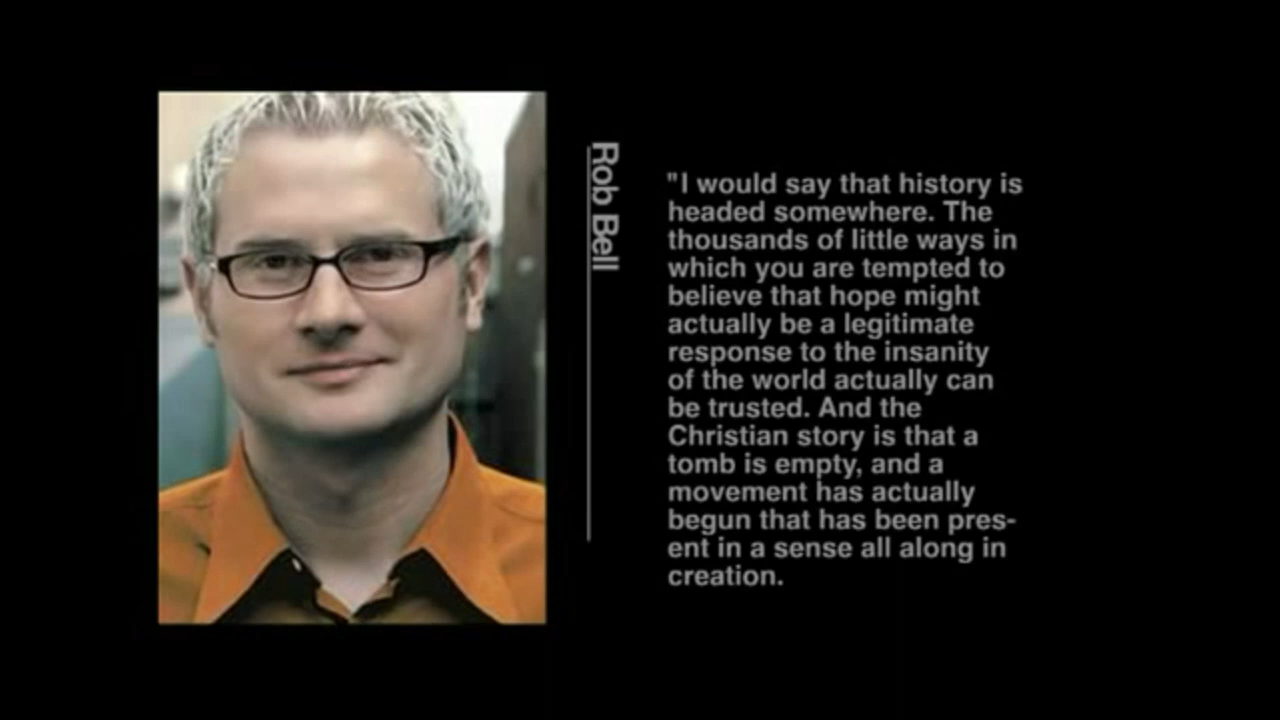 Rob Bell
"I would say that history is
headed somewhere. The
thousands of little ways in
which you are tempted to
believe that hope might
actually be a legitimate
response to the insanity
of the world actually can
be trusted. And the
Christian story is that a
tomb is empty, and a
movement has actually
begun that has been pres-
ent in a sense all along in
creation.